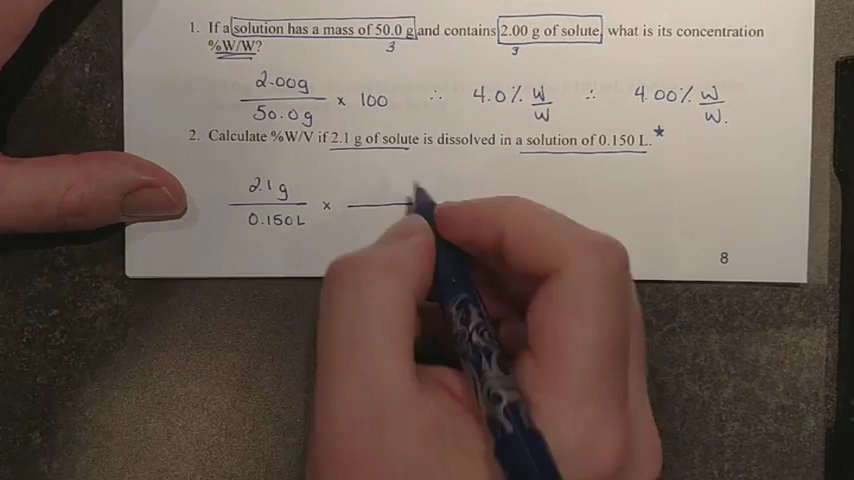 1. If a solution has a mass of 50.0 g and contains 2.00 g of solute, what is its concentration
3 3
%W/W?
2.00g
× 100 ∴ 4.0% W/W ∴ 4.00% W/W.
50.0g
2. Calculate %W/V if 2.1 g of solute is dissolved in a solution of 0.150 L.*
2.1g
×
0.150L
8